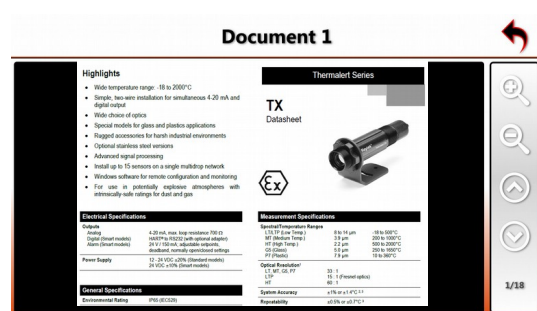 Document 1
Highlights
• Wide temperature range: -18 to 2000°C
• Simple, two-wire installation for simultaneous 4-20 mA and
digital output
• Wide choice of optics
• Special models for glass and plastics applications
• Rugged accessories for harsh industrial environments
• Optional stainless steel versions
• Advanced signal processing
• Install up to 15 sensors on a single multidrop network
• Windows software for remote configuration and monitoring
• For use in potentially explosive atmospheres with
intrinsically-safe ratings for dust and gas
Electrical Specifications
Outputs
Analog 4-20 mA, max. loop resistance 700 Ω
Digital (Smart models) HART® to RS232 (with optional adapter)
Alarm (Smart models) 24 V / 150 mA; adjustable setpoints,
deadband, normally open/closed settings
Power Supply 12 - 24 VDC ±20% (Standard models)
24 VDC ±10% (Smart models)
General Specifications
Environmental Rating IP65 (IEC529)
Thermalert Series
TX
Datasheet
Ex
Measurement Specifications
Spectral/Temperature Ranges
LT/LTP (Low Temp.) 8 to 14 µm -18 to 500°C
MT (Medium Temp.) 3.9 µm 200 to 1000°C
HT (High Temp.) 2.2 µm 500 to 2000°C
G5 (Glass) 5.0 µm 250 to 1650°C
P7 (Plastic) 7.9 µm 10 to 360°C
Optical Resolution
LT, MT, G5, P7 33 : 1
LTP 15 : 1 (Fresnel optics)
HT 60 : 1
System Accuracy ±1% or ±1.4°C
Repeatability ±0.5% or ±0.7°C
1/18